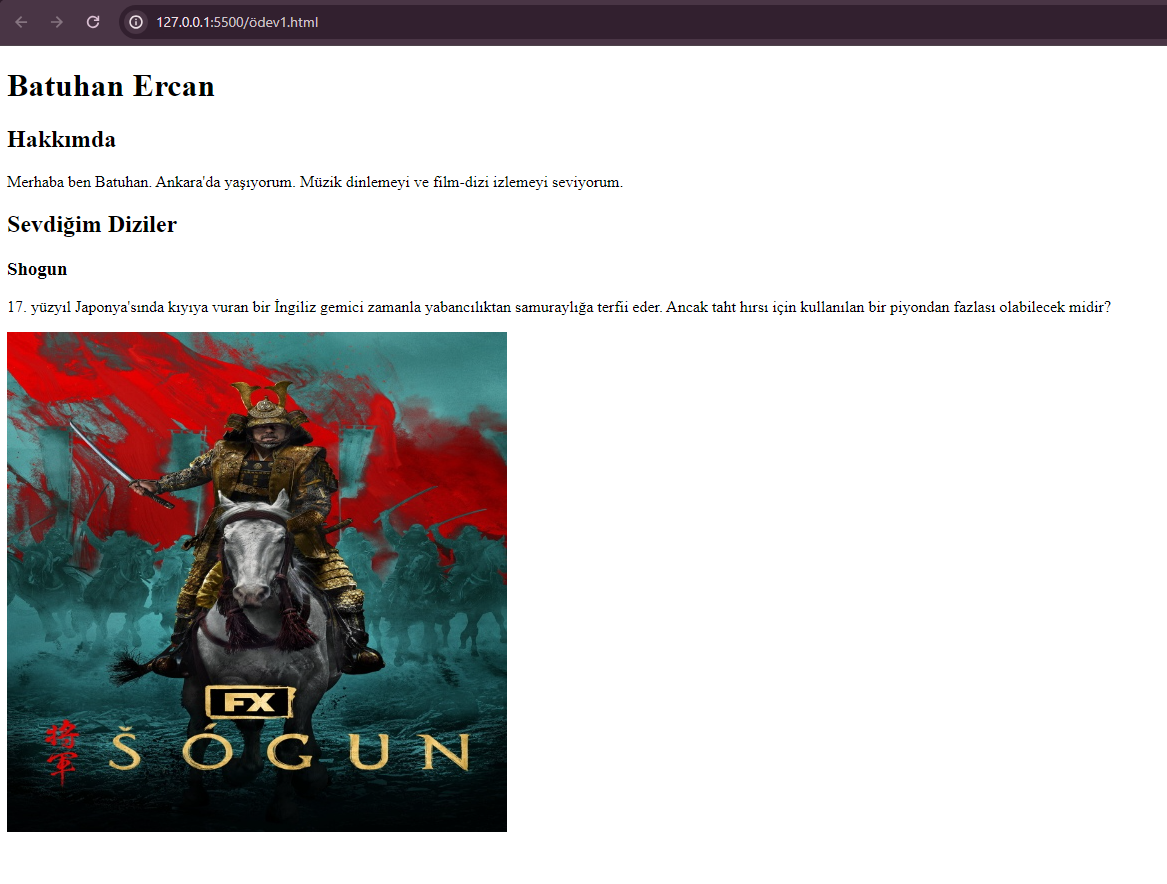 127.0.0.1:5500/ödev1.html
Batuhan Ercan
Hakkımda
Merhaba ben Batuhan. Ankara'da yaşıyorum. Müzik dinlemeyi ve film-dizi izlemeyi seviyorum.
Sevdiğim Diziler
Shogun
17. yüzyıl Japonya'sında kıyıya vuran bir İngiliz gemici zamanla yabancılıktan samuraylığa terfii eder. Ancak taht hırsı için kullanılan bir piyondan fazlası olabilecek midir?
FX
将軍 ŠÓGUN